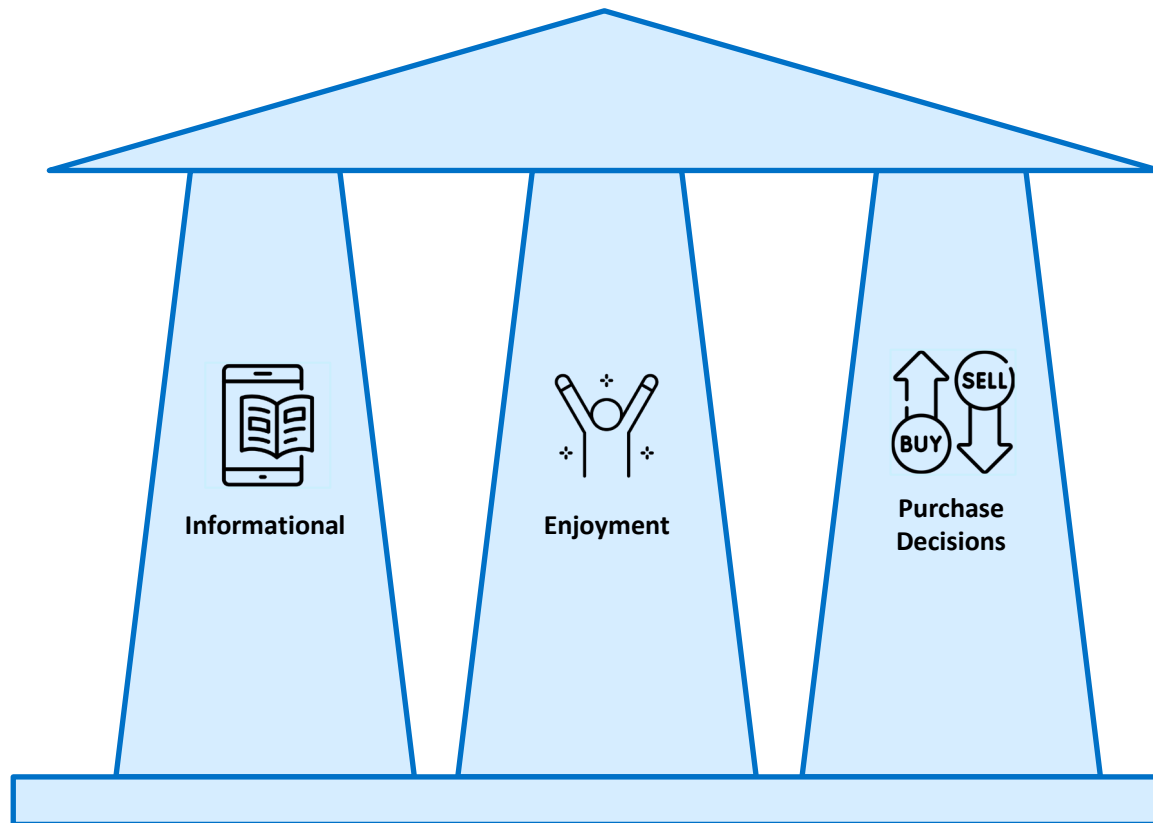 SELL
BUY
Informational
Enjoyment
Purchase
Decisions